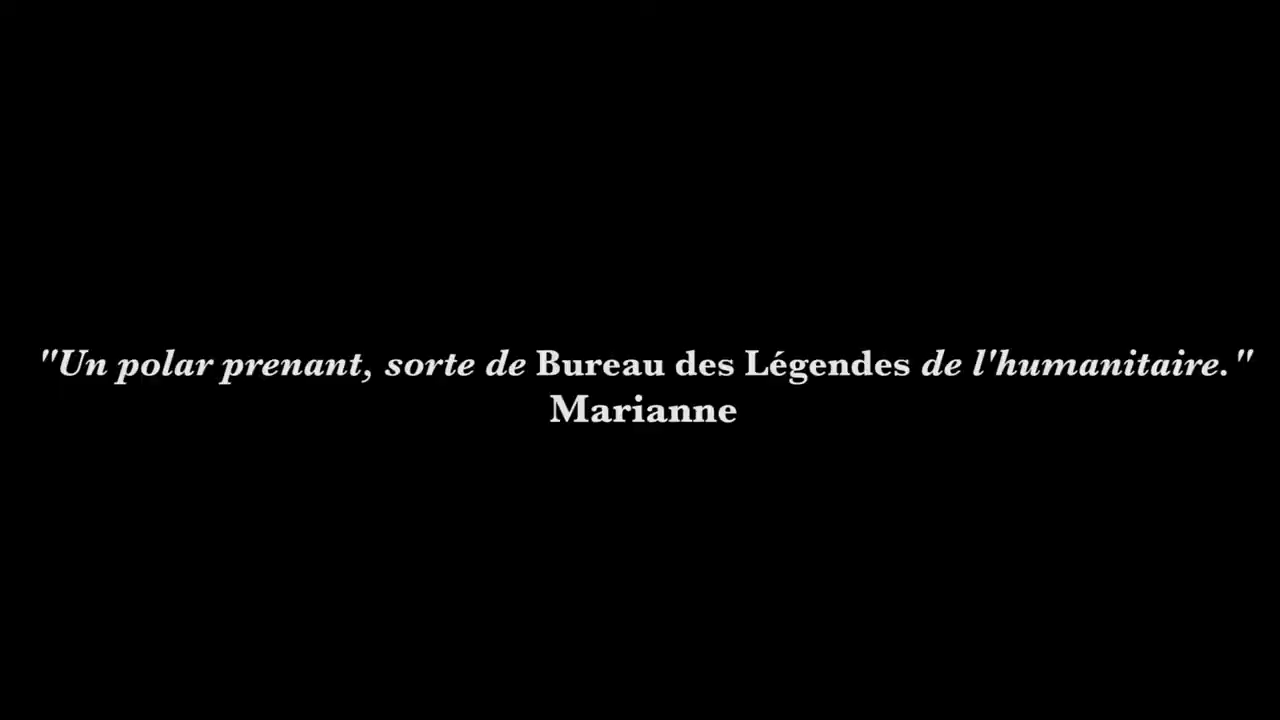 "Un polar prenant, sorte de Bureau des Légendes de l'humanitaire."
Marianne